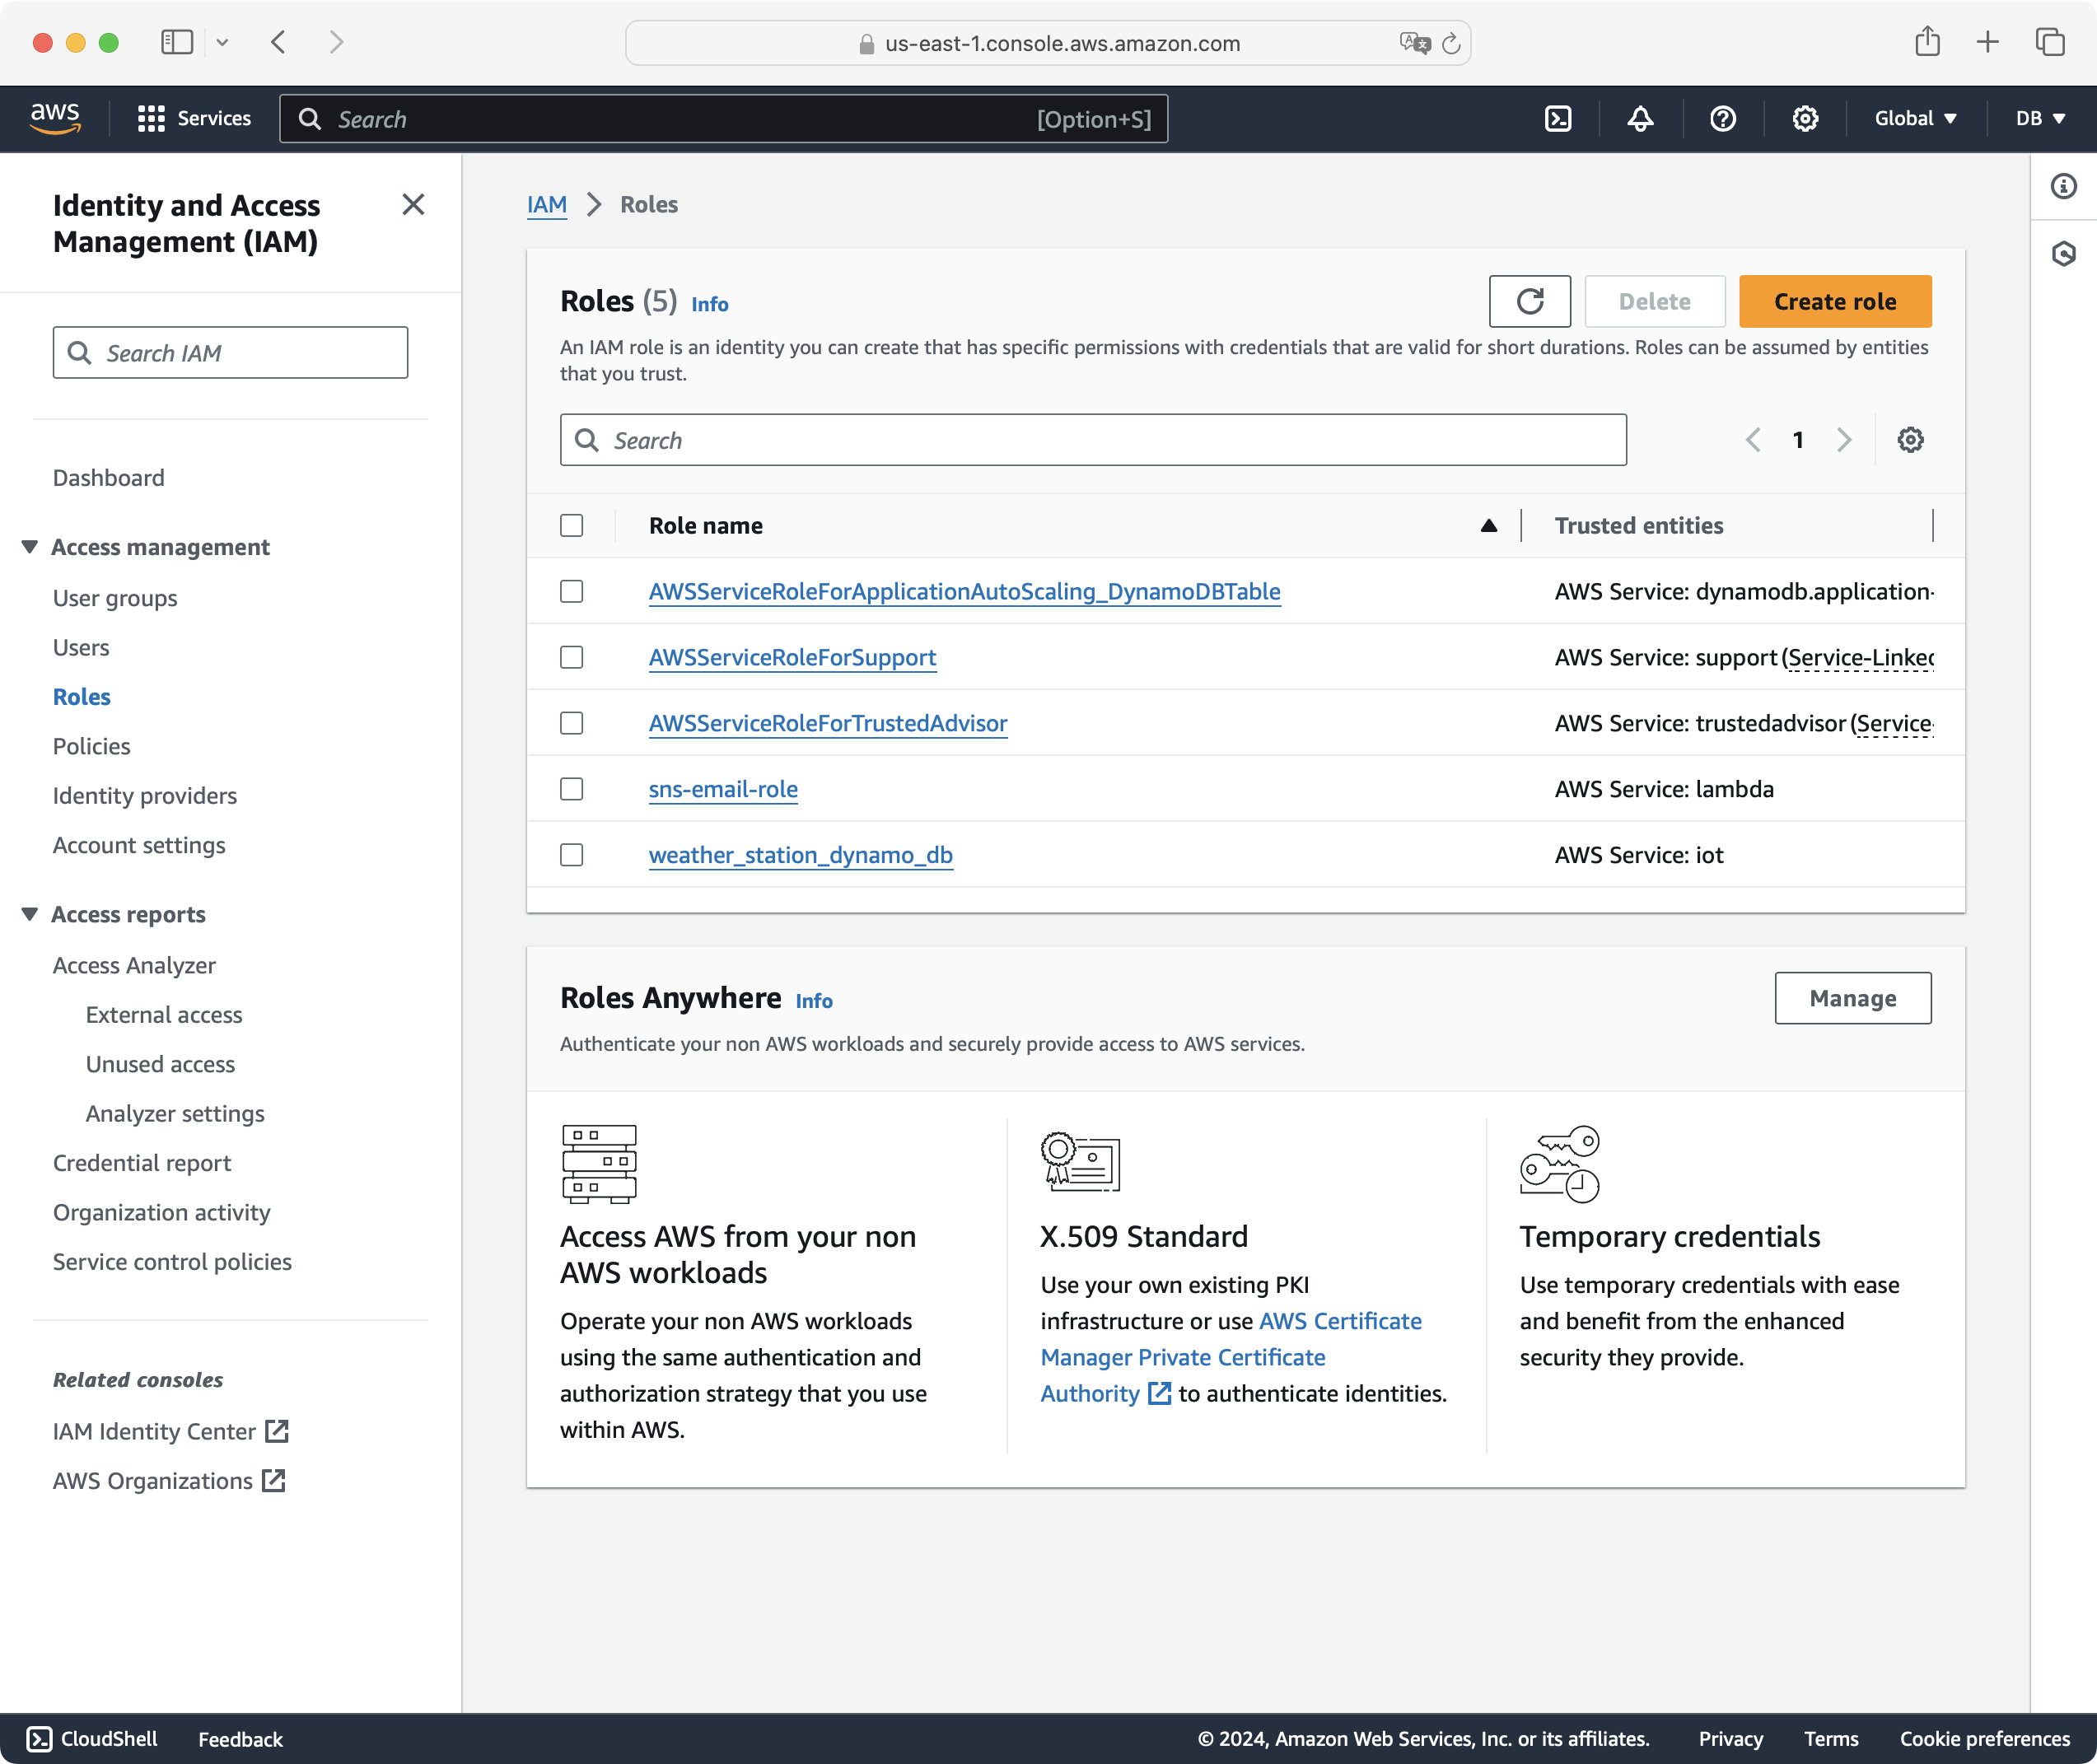 us-east-1.console.aws.amazon.com
aws
Services
Search
[Option+S]
Global
DB
Identity and Access
Management (IAM)
Search IAM
Dashboard
Access management
User groups
Users
Roles
Policies
Identity providers
Account settings
Access reports
Access Analyzer
External access
Unused access
Analyzer settings
Credential report
Organization activity
Service control policies
Related consoles
IAM Identity Center
AWS Organizations
IAM
Roles
Roles (5) Info
Delete
Create role
An IAM role is an identity you can create that has specific permissions with credentials that are valid for short durations. Roles can be assumed by entities
that you trust.
Search
1
Role name
Trusted entities
AWSServiceRoleForApplicationAutoScaling_DynamoDBTable
AWS Service: dynamodb.application-
AWSServiceRoleForSupport
AWS Service: support (Service-Linked
AWSServiceRoleForTrustedAdvisor
AWS Service: trustedadvisor (Service-
sns-email-role
AWS Service: lambda
weather_station_dynamo_db
AWS Service: iot
Roles Anywhere Info
Manage
Authenticate your non AWS workloads and securely provide access to AWS services.
Access AWS from your non
AWS workloads
Operate your non AWS workloads
using the same authentication and
authorization strategy that you use
within AWS.
X.509 Standard
Use your own existing PKI
infrastructure or use AWS Certificate
Manager Private Certificate
Authority to authenticate identities.
Temporary credentials
Use temporary credentials with ease
and benefit from the enhanced
security they provide.
CloudShell
Feedback
© 2024, Amazon Web Services, Inc. or its affiliates.
Privacy
Terms
Cookie preferences